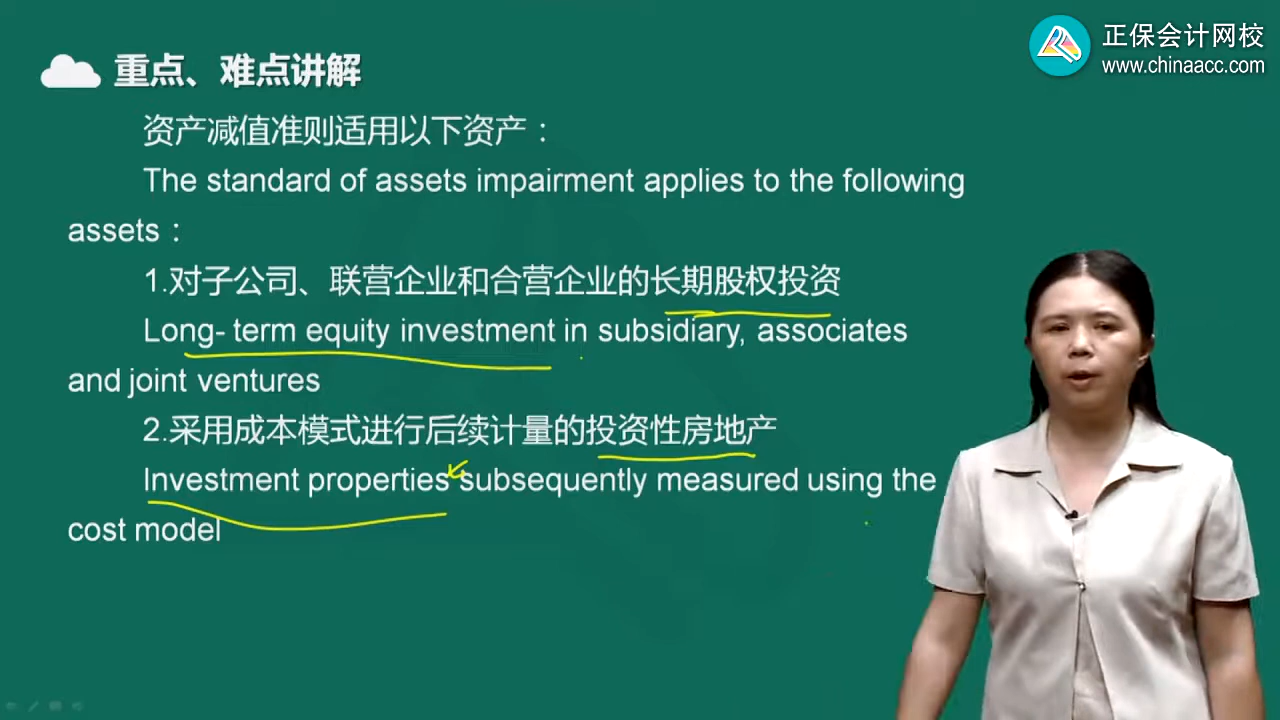 正保会计网校
www.chinaacc.com
重点、难点讲解
资产减值准则适用以下资产：
The standard of assets impairment applies to the following
assets：
1.对子公司、联营企业和合营企业的长期股权投资
Long- term equity investment in subsidiary, associates
and joint ventures
2.采用成本模式进行后续计量的投资性房地产
Investment properties subsequently measured using the
cost model